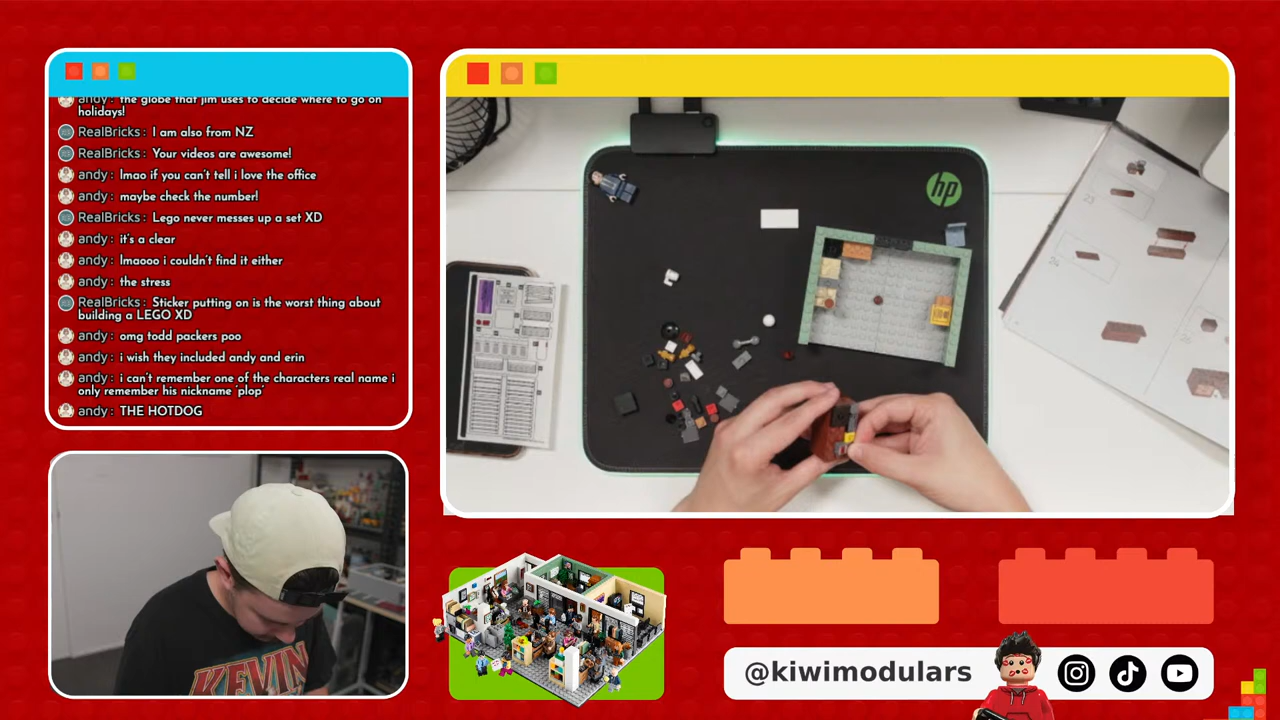 andy: the globe that jim uses to decide where to go on
holidays!
RealBricks: I am also from NZ
RealBricks: Your videos are awesome!
andy: lmao if you can't tell i love the office
andy: maybe check the number!
RealBricks: Lego never messes up a set XD
andy: it's a clear
andy: lmaooo i couldn't find it either
andy: the stress
RealBricks: Sticker putting on is the worst thing about
building a LEGO XD
andy: omg todd packers poo
andy: i wish they included andy and erin
andy: i can't remember one of the characters real name i
only remember his nickname 'plop'
andy: THE HOTDOG
hp
23
24
KEVIN
@kiwimodulars